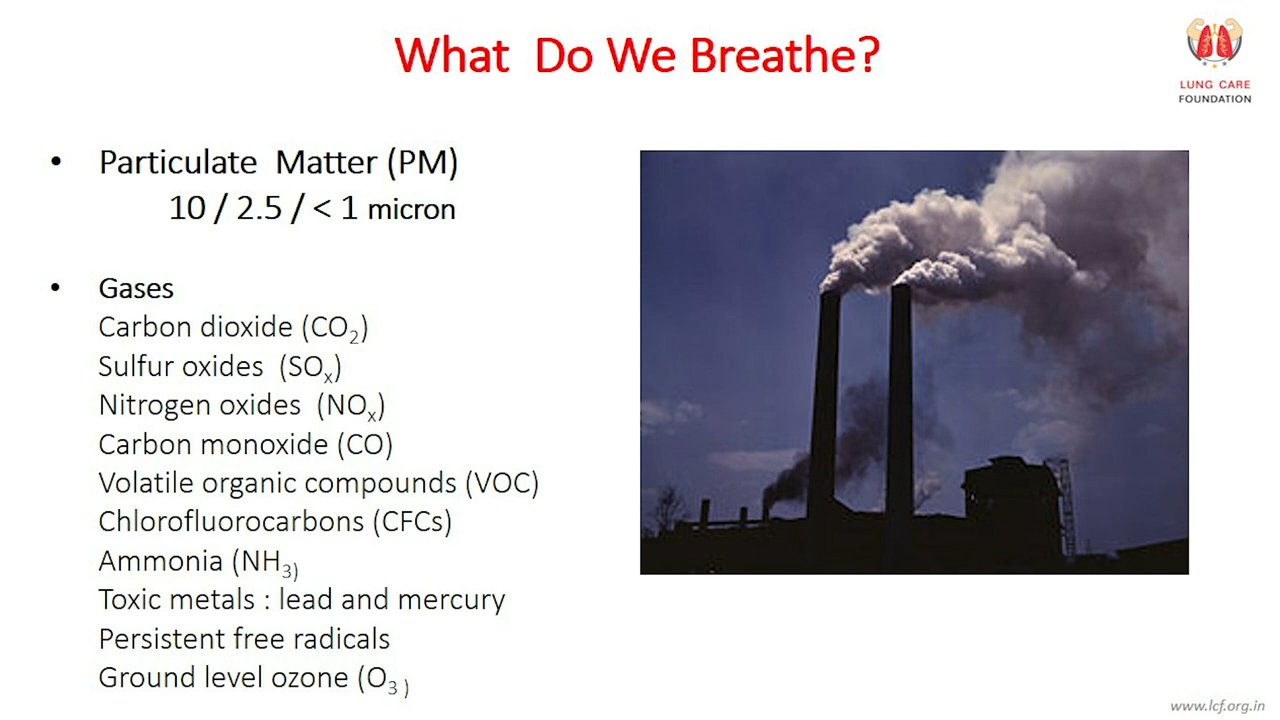 What Do We Breathe?
LUNG CARE
FOUNDATION
• Particulate Matter (PM)
10 / 2.5 / < 1 micron
• Gases
Carbon dioxide (CO₂)
Sulfur oxides (SOₓ)
Nitrogen oxides (NOₓ)
Carbon monoxide (CO)
Volatile organic compounds (VOC)
Chlorofluorocarbons (CFCs)
Ammonia (NH₃₎
Toxic metals : lead and mercury
Persistent free radicals
Ground level ozone (O₃ ₎
www.lcf.org.in